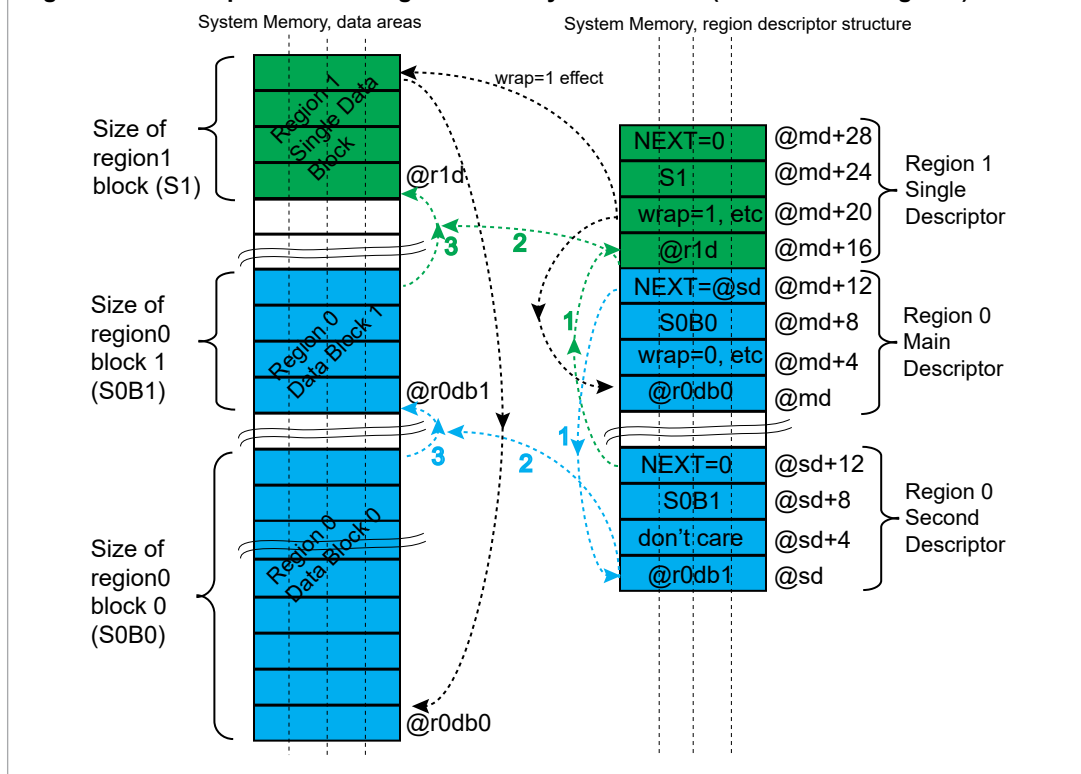 System Memory, data areas
System Memory, region descriptor structure
wrap=1 effect
Size of
region1
block (S1)
Region 1
Single Data
Block
@r1d
3
2
Size of
region0
block 1
(S0B1)
Region 0
Data Block 1
@r0db1
3
2
1
1
Size of
region0
block 0
(S0B0)
Region 0
Data Block 0
@r0db0
NEXT=0
@md+28
S1
@md+24
wrap=1, etc
@md+20
@r1d
@md+16
Region 1
Single
Descriptor
NEXT=@sd
@md+12
S0B0
@md+8
wrap=0, etc
@md+4
@r0db0
@md
Region 0
Main
Descriptor
NEXT=0
@sd+12
S0B1
@sd+8
don't care
@sd+4
@r0db1
@sd
Region 0
Second
Descriptor